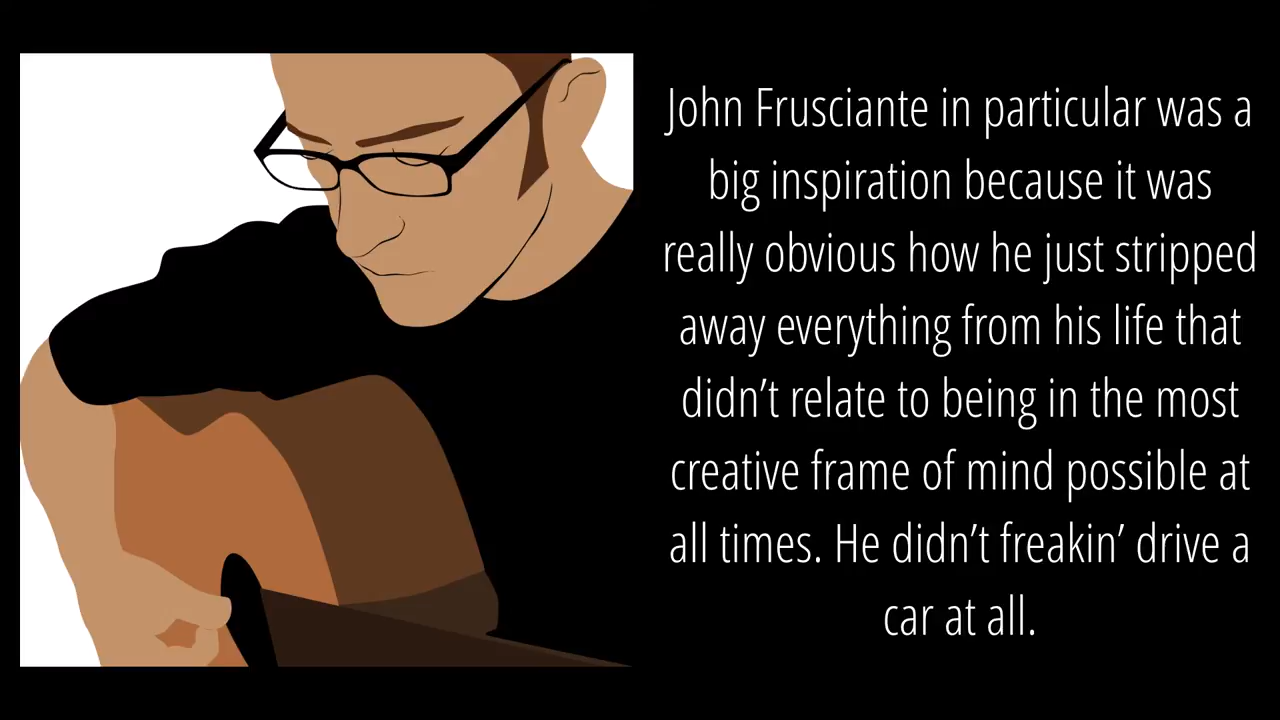 John Frusciante in particular was a
big inspiration because it was
really obvious how he just stripped
away everything from his life that
didn’t relate to being in the most
creative frame of mind possible at
all times. He didn’t freakin’ drive a
car at all.